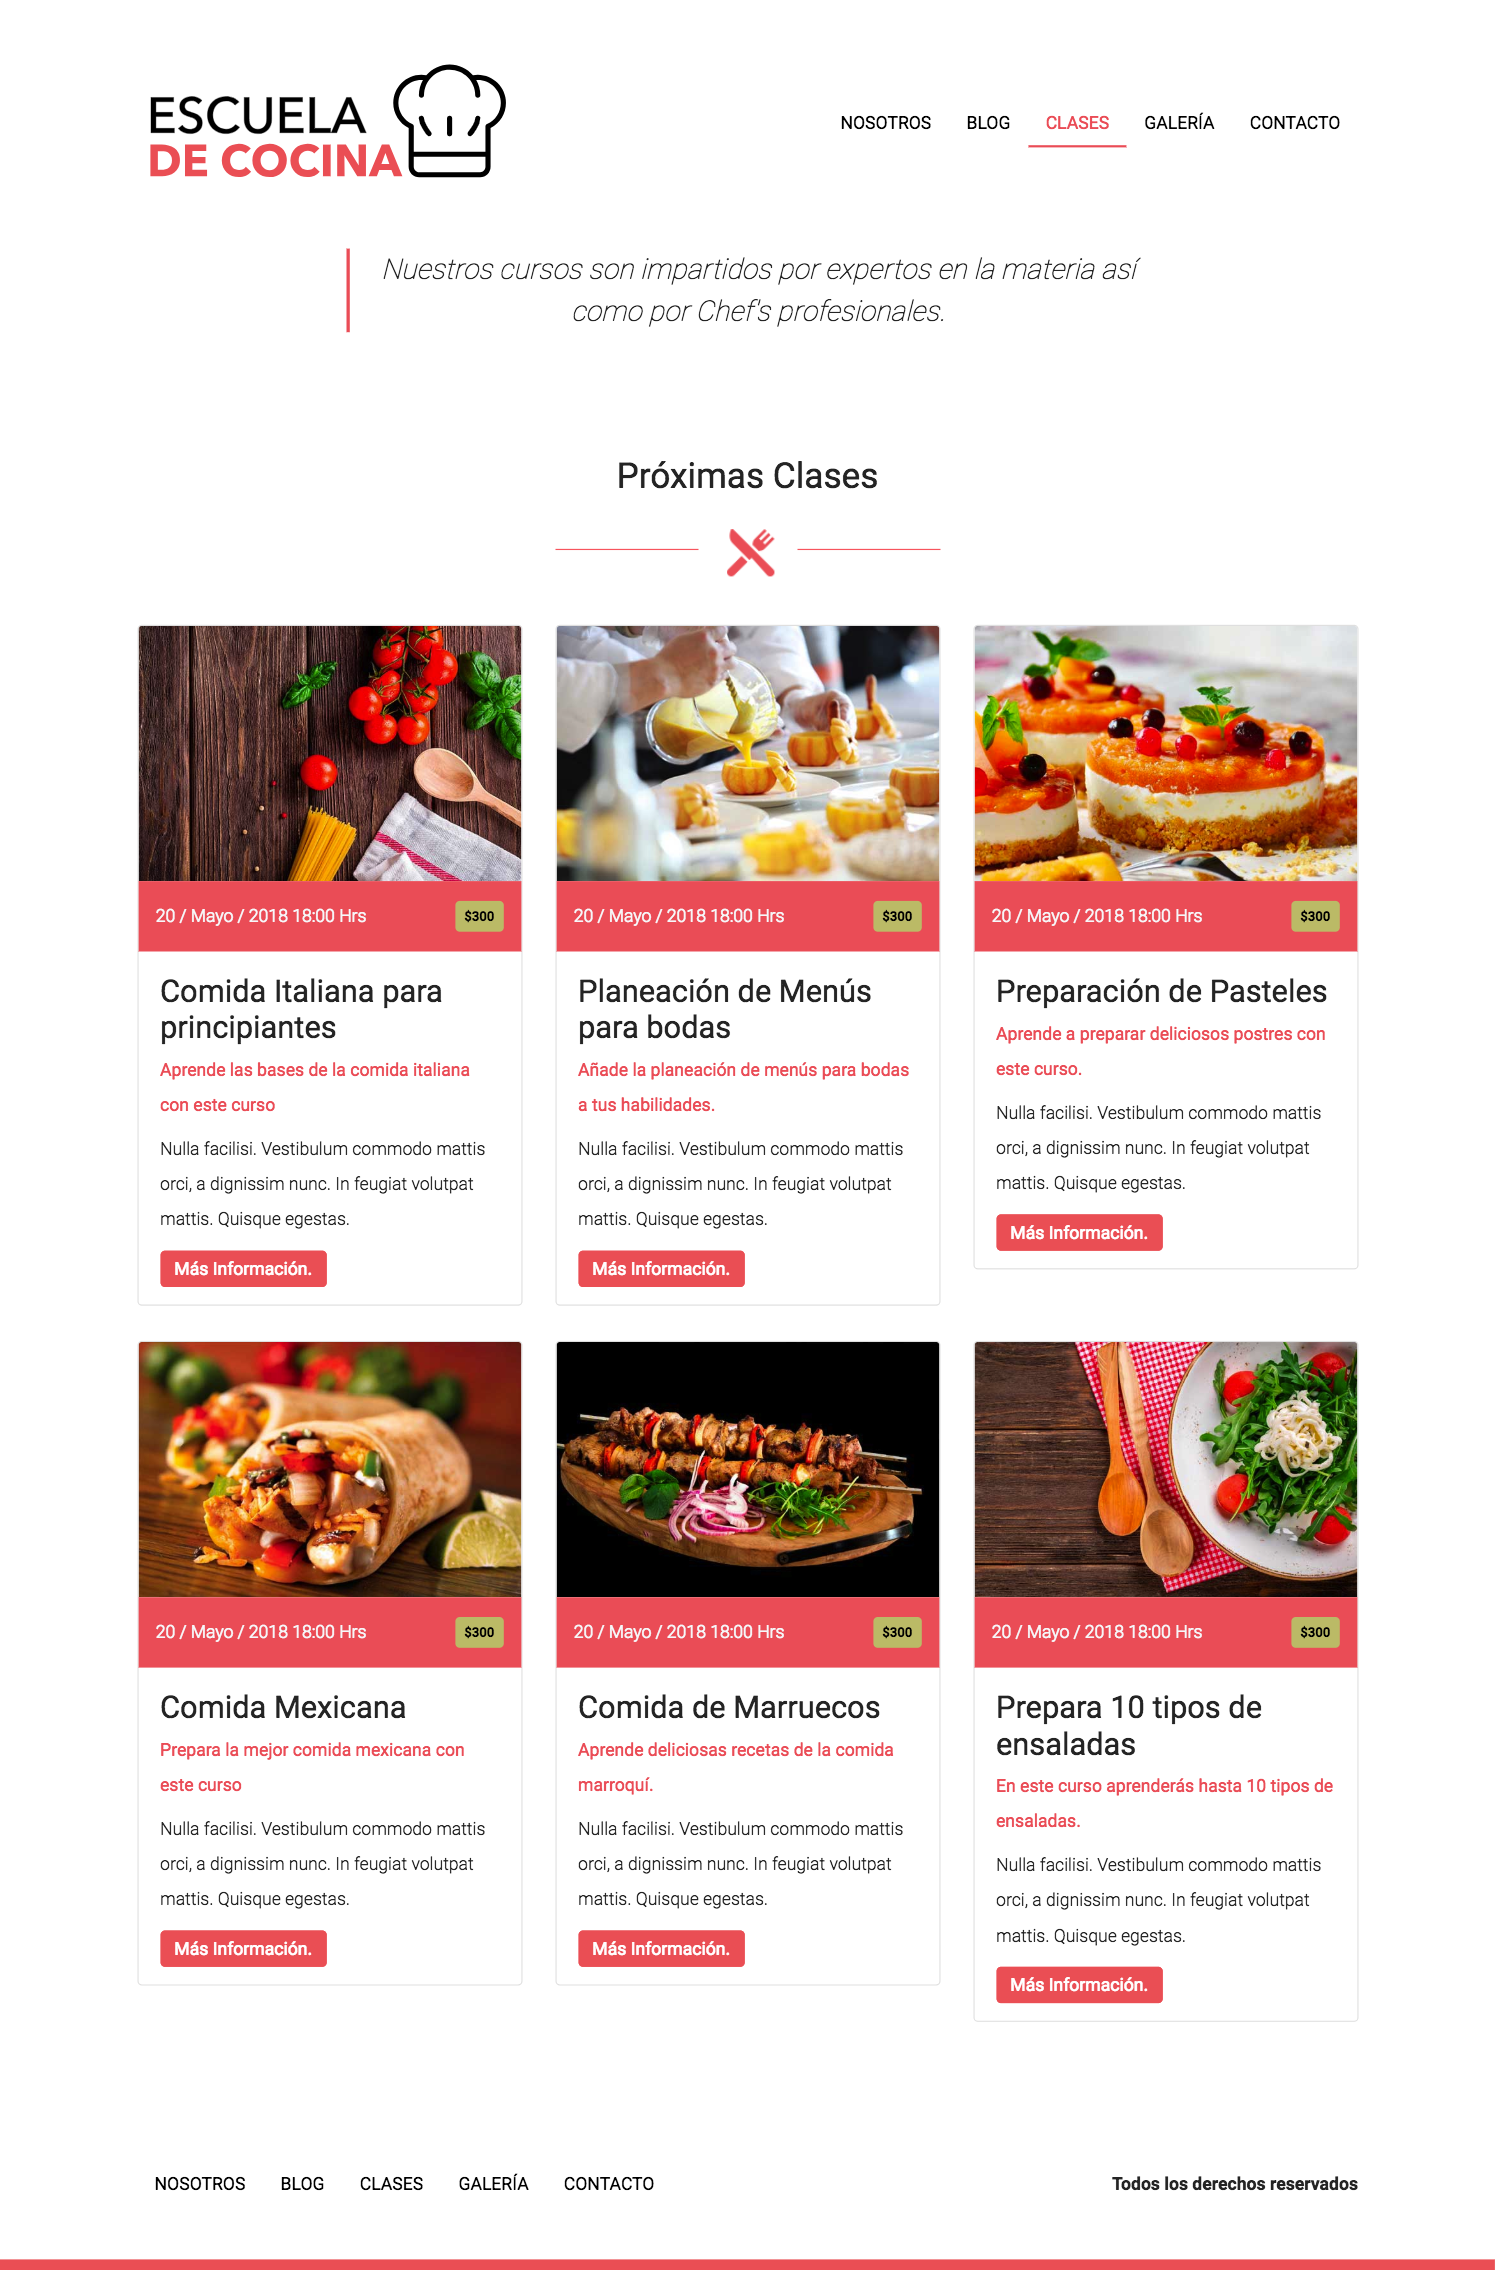 ESCUELA
DE COCINA
NOSOTROS BLOG CLASES GALERÍA CONTACTO
Nuestros cursos son impartidos por expertos en la materia así
como por Chef's profesionales.
Próximas Clases
20 / Mayo / 2018 18:00 Hrs $300
Comida Italiana para
principiantes
Aprende las bases de la comida italiana
con este curso
Nulla facilisi. Vestibulum commodo mattis
orci, a dignissim nunc. In feugiat volutpat
mattis. Quisque egestas.
Más Información.
20 / Mayo / 2018 18:00 Hrs $300
Planeación de Menús
para bodas
Añade la planeación de menús para bodas
a tus habilidades.
Nulla facilisi. Vestibulum commodo mattis
orci, a dignissim nunc. In feugiat volutpat
mattis. Quisque egestas.
Más Información.
20 / Mayo / 2018 18:00 Hrs $300
Preparación de Pasteles
Aprende a preparar deliciosos postres con
este curso.
Nulla facilisi. Vestibulum commodo mattis
orci, a dignissim nunc. In feugiat volutpat
mattis. Quisque egestas.
Más Información.
20 / Mayo / 2018 18:00 Hrs $300
Comida Mexicana
Prepara la mejor comida mexicana con
este curso
Nulla facilisi. Vestibulum commodo mattis
orci, a dignissim nunc. In feugiat volutpat
mattis. Quisque egestas.
Más Información.
20 / Mayo / 2018 18:00 Hrs $300
Comida de Marruecos
Aprende deliciosas recetas de la comida
marroquí.
Nulla facilisi. Vestibulum commodo mattis
orci, a dignissim nunc. In feugiat volutpat
mattis. Quisque egestas.
Más Información.
20 / Mayo / 2018 18:00 Hrs $300
Prepara 10 tipos de
ensaladas
En este curso aprenderás hasta 10 tipos de
ensaladas.
Nulla facilisi. Vestibulum commodo mattis
orci, a dignissim nunc. In feugiat volutpat
mattis. Quisque egestas.
Más Información.
NOSOTROS BLOG CLASES GALERÍA CONTACTO Todos los derechos reservados